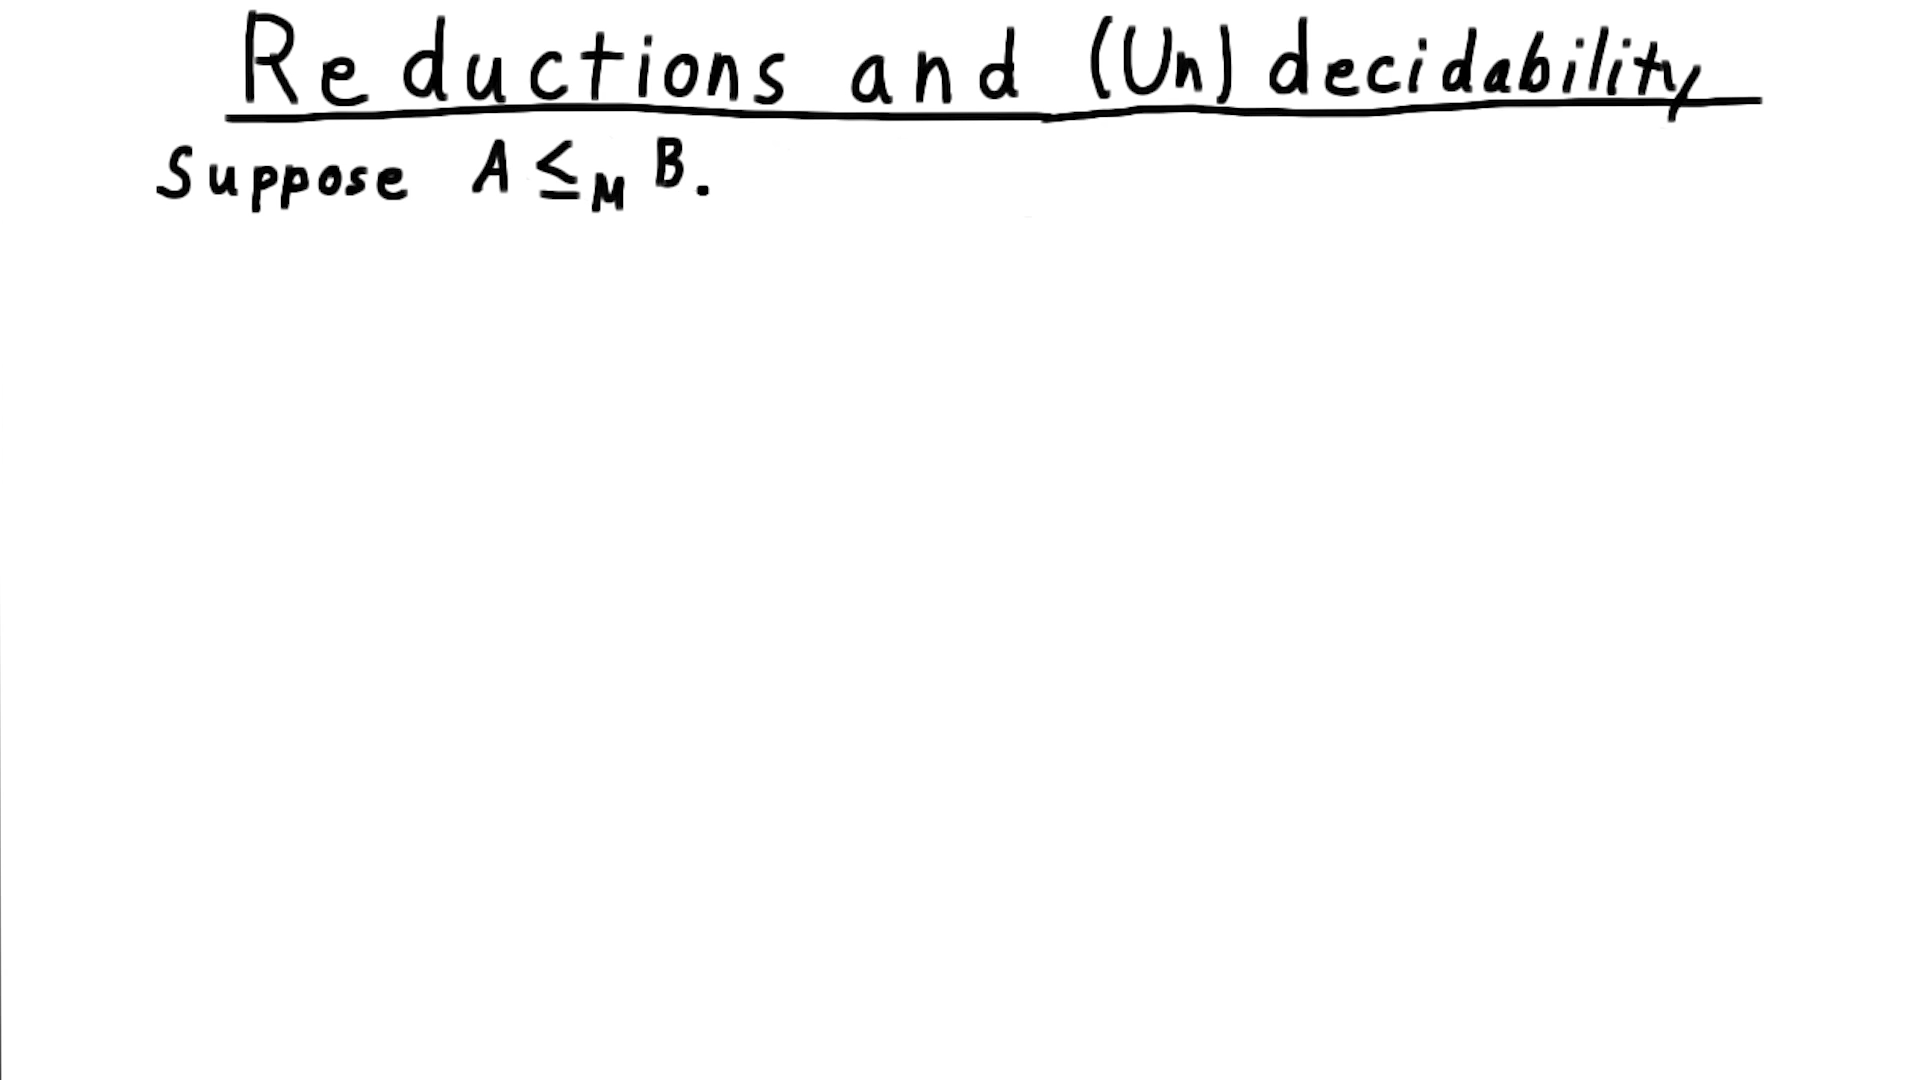 Reductions and (Un)decidability
Suppose A ≤M B.